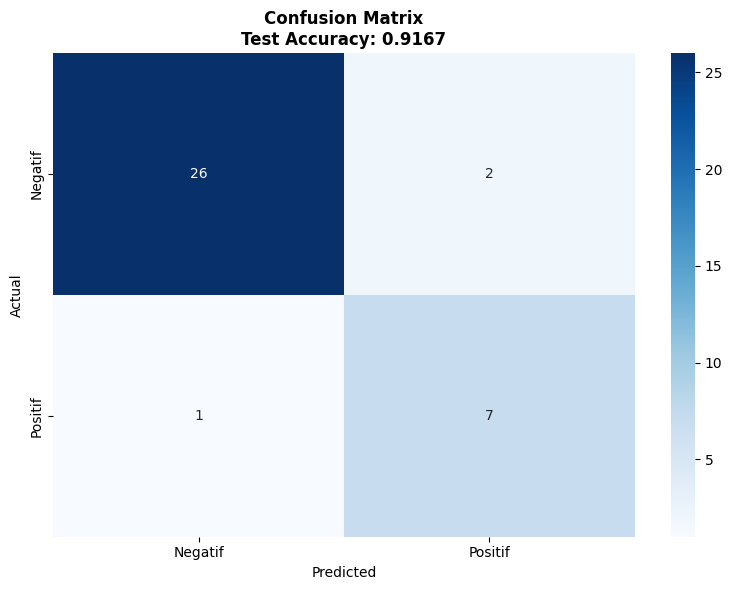 Confusion Matrix
Test Accuracy: 0.9167
Actual
Negatif
26
2
Positif
1
7
Negatif
Positif
Predicted
25
20
15
10
5